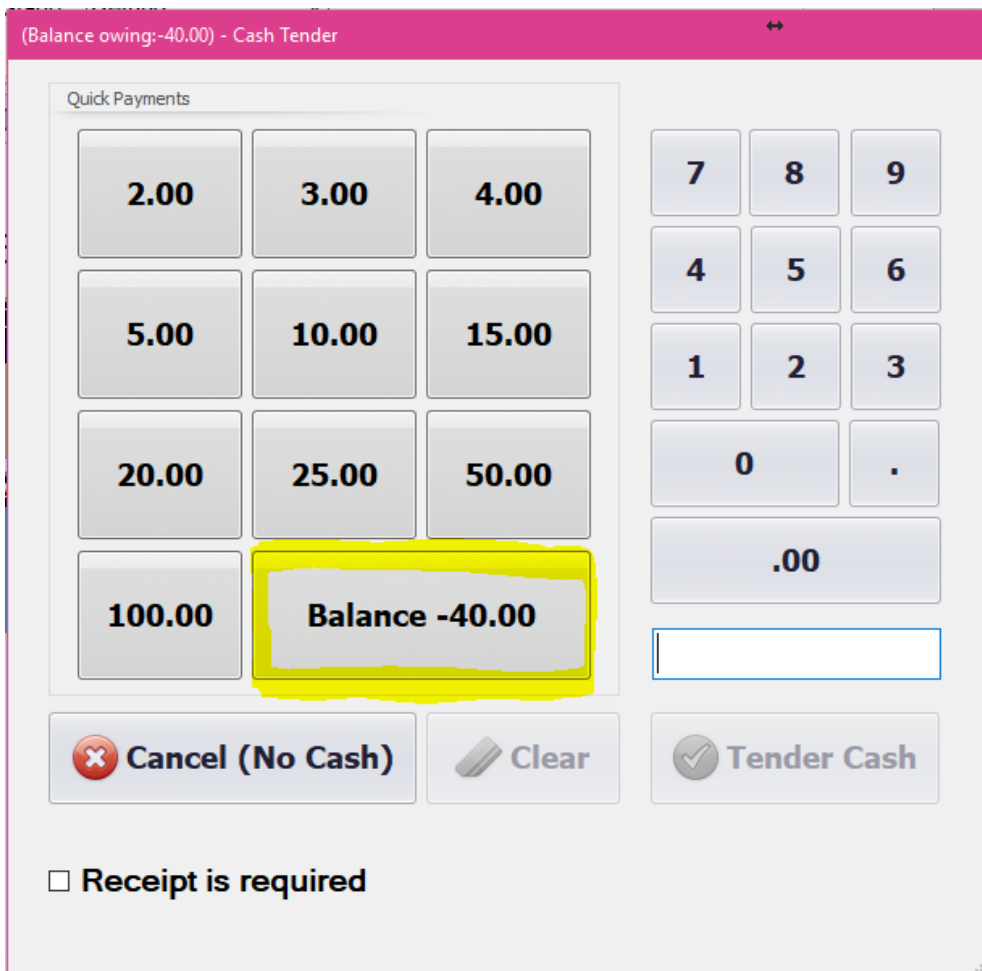 (Balance owing:-40.00) - Cash Tender
Quick Payments
2.00 3.00 4.00
5.00 10.00 15.00
20.00 25.00 50.00
100.00 Balance -40.00
7 8 9
4 5 6
1 2 3
0 .
.00
Cancel (No Cash) Clear Tender Cash
Receipt is required